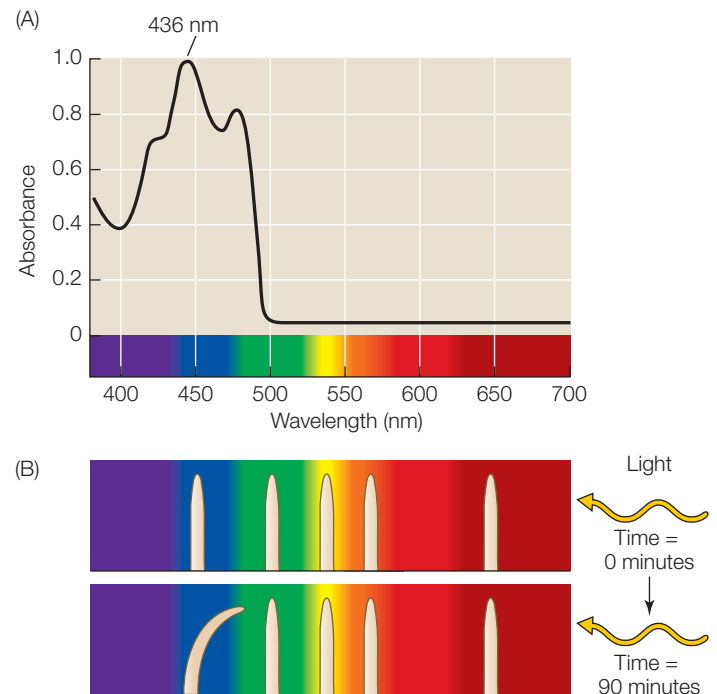 (A)
436 nm
1.0
0.8
0.6
0.4
0.2
0
Absorbance
400 450 500 550 600 650 700
Wavelength (nm)
(B)
Light
Time =
0 minutes
Time =
90 minutes